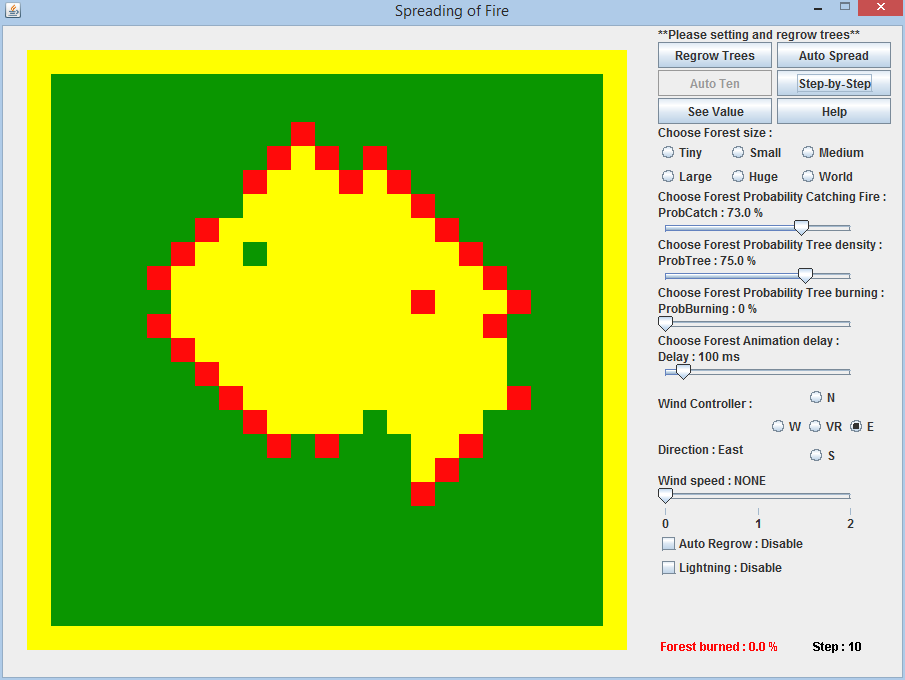 Spreading of Fire
**Please setting and regrow trees**
Regrow Trees Auto Spread
Auto Ten Step-by-Step
See Value Help
Choose Forest size :
Tiny Small Medium
Large Huge World
Choose Forest Probability Catching Fire :
ProbCatch : 73.0 %
Choose Forest Probability Tree density :
ProbTree : 75.0 %
Choose Forest Probability Tree burning :
ProbBurning : 0 %
Choose Forest Animation delay :
Delay : 100 ms
N
Wind Controller :
W VR E
Direction : East
S
Wind speed : NONE
0 1 2
Auto Regrow : Disable
Lightning : Disable
Forest burned : 0.0 % Step : 10